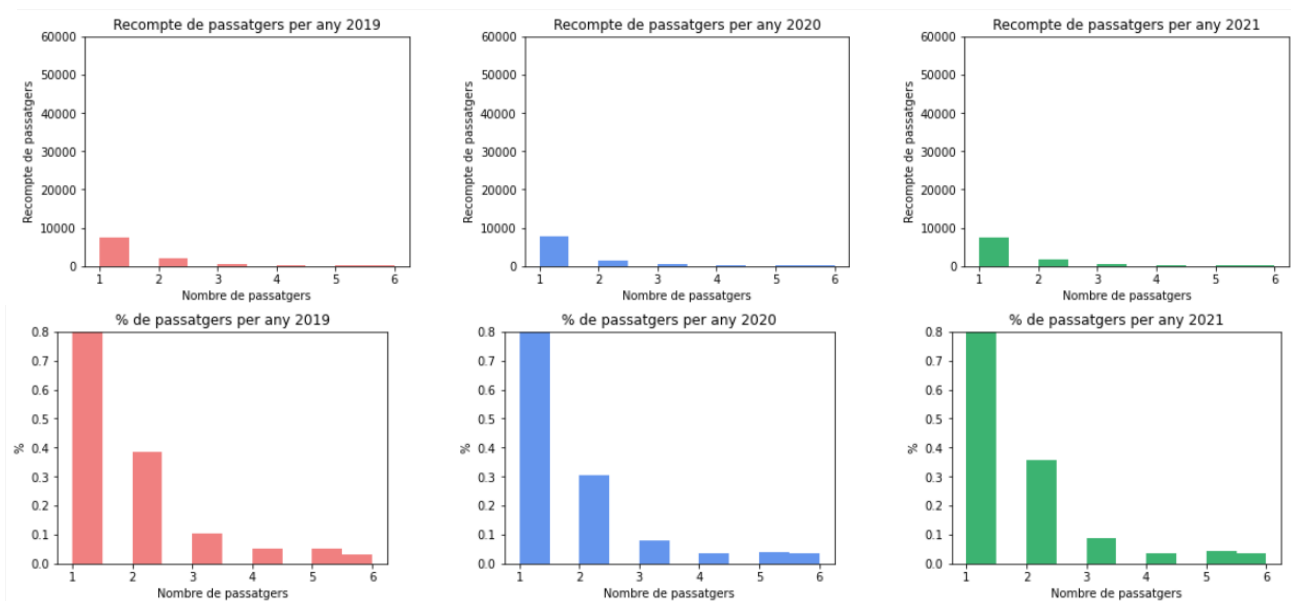 Recompte de passatgers per any 2019
60000
50000
40000
30000
20000
10000
0
Recompte de passatgers
1 2 3 4 5 6
Nombre de passatgers
Recompte de passatgers per any 2020
60000
50000
40000
30000
20000
10000
0
Recompte de passatgers
1 2 3 4 5 6
Nombre de passatgers
Recompte de passatgers per any 2021
60000
50000
40000
30000
20000
10000
0
Recompte de passatgers
1 2 3 4 5 6
Nombre de passatgers
% de passatgers per any 2019
0.8
0.7
0.6
0.5
0.4
0.3
0.2
0.1
0.0
%
1 2 3 4 5 6
Nombre de passatgers
% de passatgers per any 2020
0.8
0.7
0.6
0.5
0.4
0.3
0.2
0.1
0.0
%
1 2 3 4 5 6
Nombre de passatgers
% de passatgers per any 2021
0.8
0.7
0.6
0.5
0.4
0.3
0.2
0.1
0.0
%
1 2 3 4 5 6
Nombre de passatgers